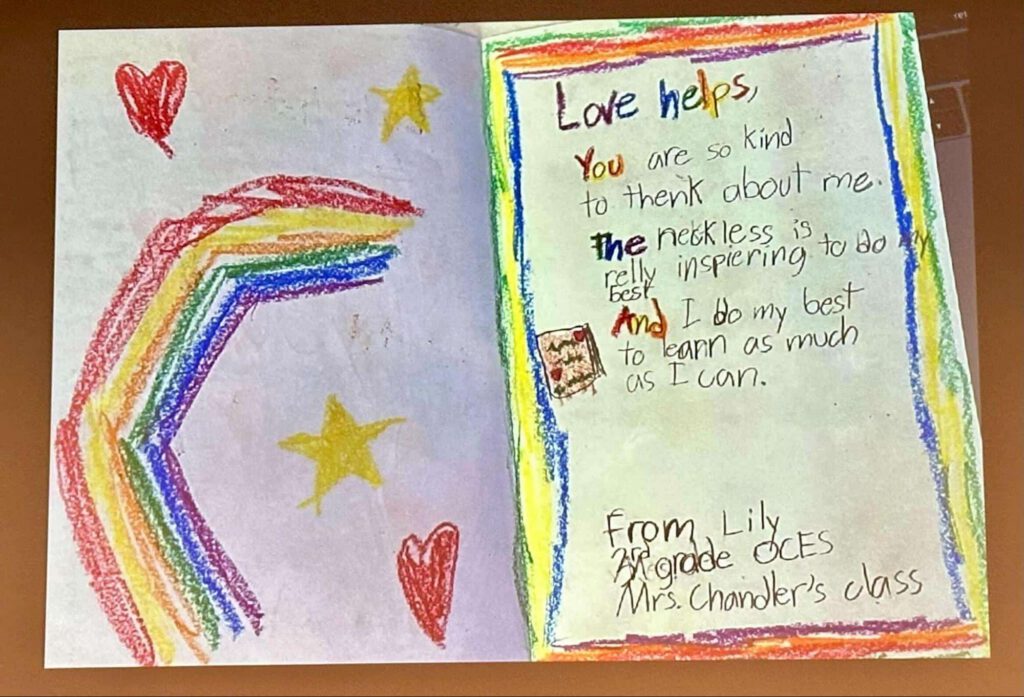 Love helps,
You are so kind
to thenk about me.
The neckless is
relly inspiering to do my
best
And I do my best
to learn as much
as I can.
From Lily
3rd grade OCES
Mrs. Chandler's class